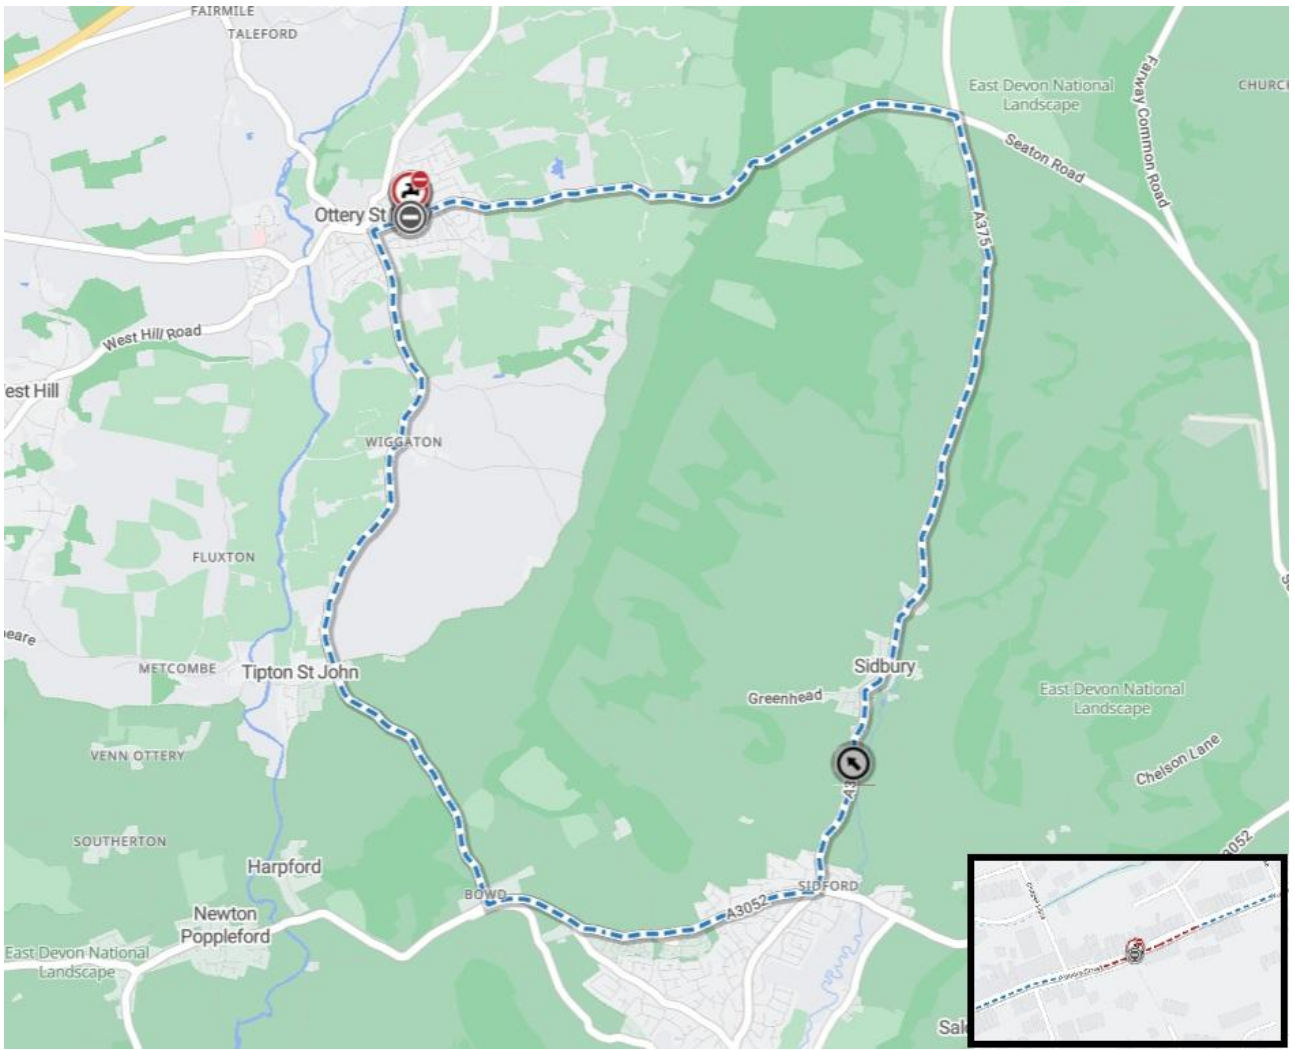 FAIRMILE
TALEFORD
East Devon National
Landscape
Farway Common Road
CHURC
Seaton Road
Ottery St
A375
West Hill Road
est Hill
WIGGATON
FLUXTON
eare
METCOMBE
Tipton St John
Sidbury
Greenhead
East Devon National
Landscape
VENN OTTERY
Chelson Lane
A3
SOUTHERTON
3052
Harpford
BOWD
SIDFORD
A3052
Newton
Poppleford
East Devon National
Landscape
Sal